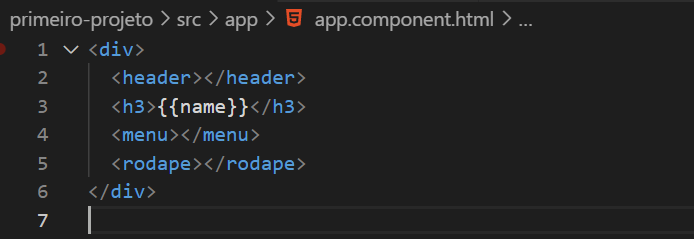 primeiro-projeto > src > app > app.component.html > ...
1 <div>
2 <header></header>
3 <h3>{{name}}</h3>
4 <menu></menu>
5 <rodape></rodape>
6 </div>
7